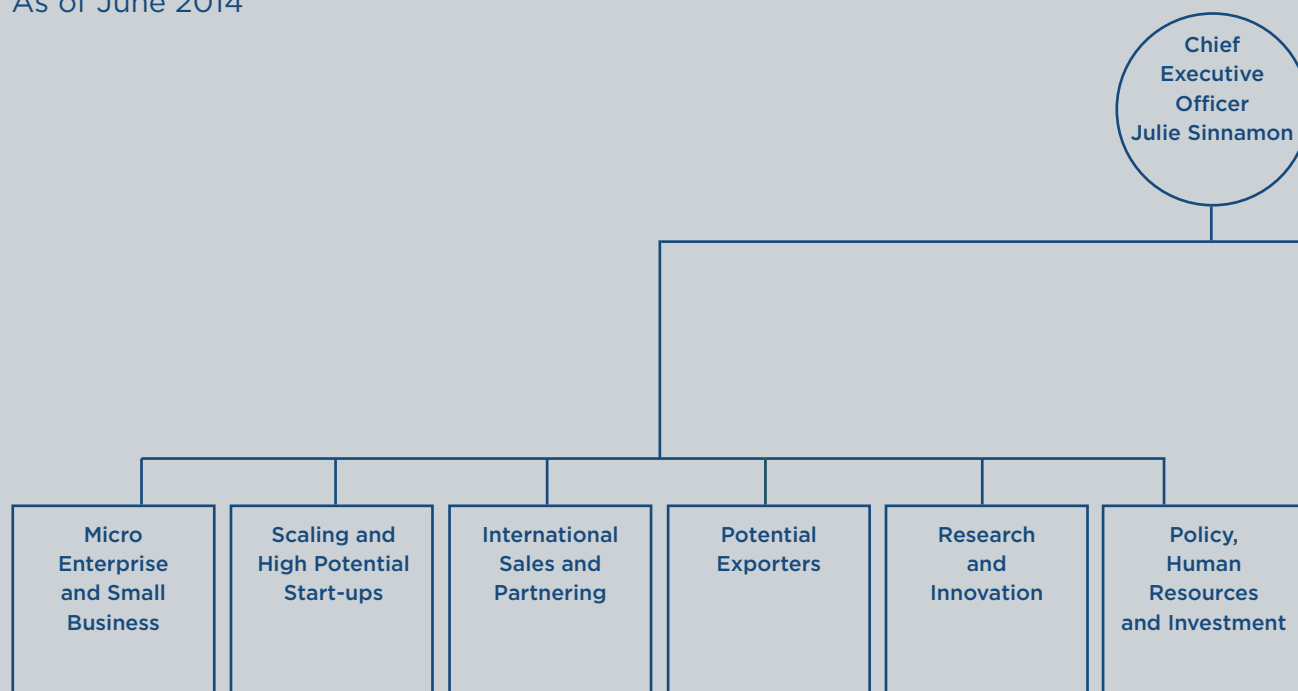 As of June 2014
Chief
Executive
Officer
Julie Sinnamon
Micro
Enterprise
and Small
Business
Scaling and
High Potential
Start-ups
International
Sales and
Partnering
Potential
Exporters
Research
and
Innovation
Policy,
Human
Resources
and Investment